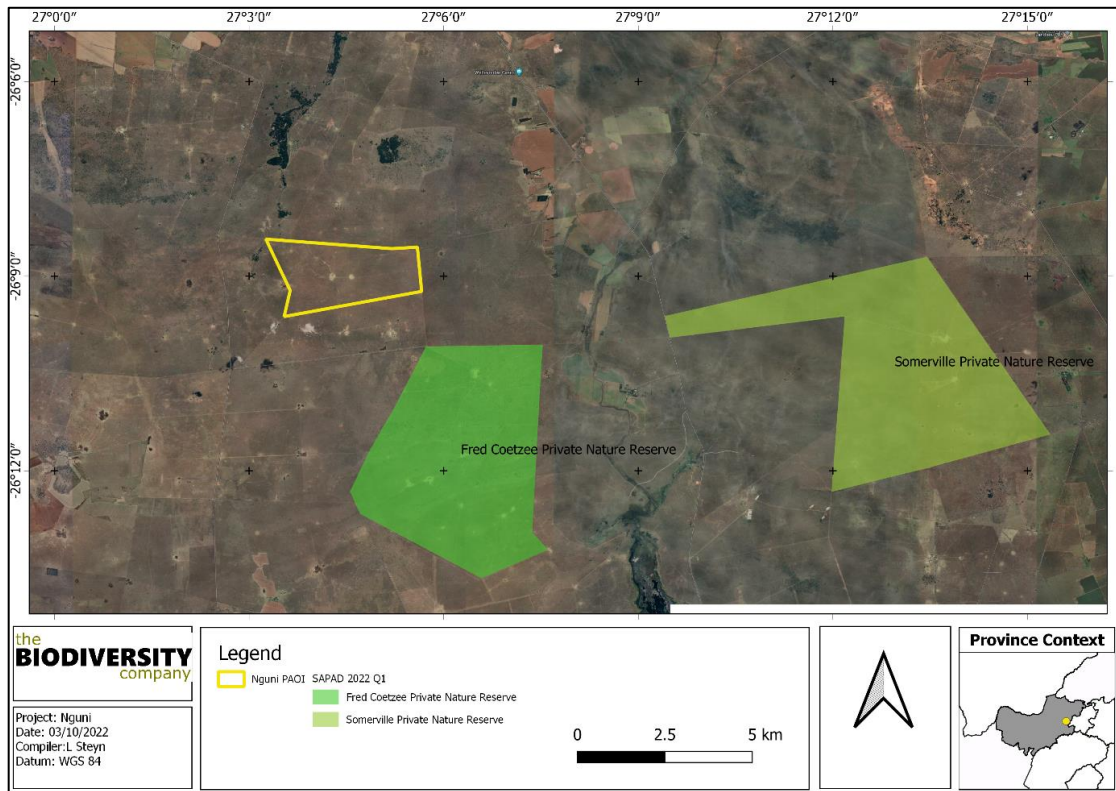 27°0'0" 27°3'0" 27°6'0" 27°9'0" 27°12'0" 27°15'0"
-26°6'0"
-26°9'0"
-26°12'0"
Somerville Private Nature Reserve
Fred Coetzee Private Nature Reserve
the
BIODIVERSITY
company
Project: Nguni
Date: 03/10/2022
Compiler:L Steyn
Datum: WGS 84
Legend
Nguni PAOI SAPAD 2022 Q1
Fred Coetzee Private Nature Reserve
Somerville Private Nature Reserve
0 2.5 5 km
Province Context